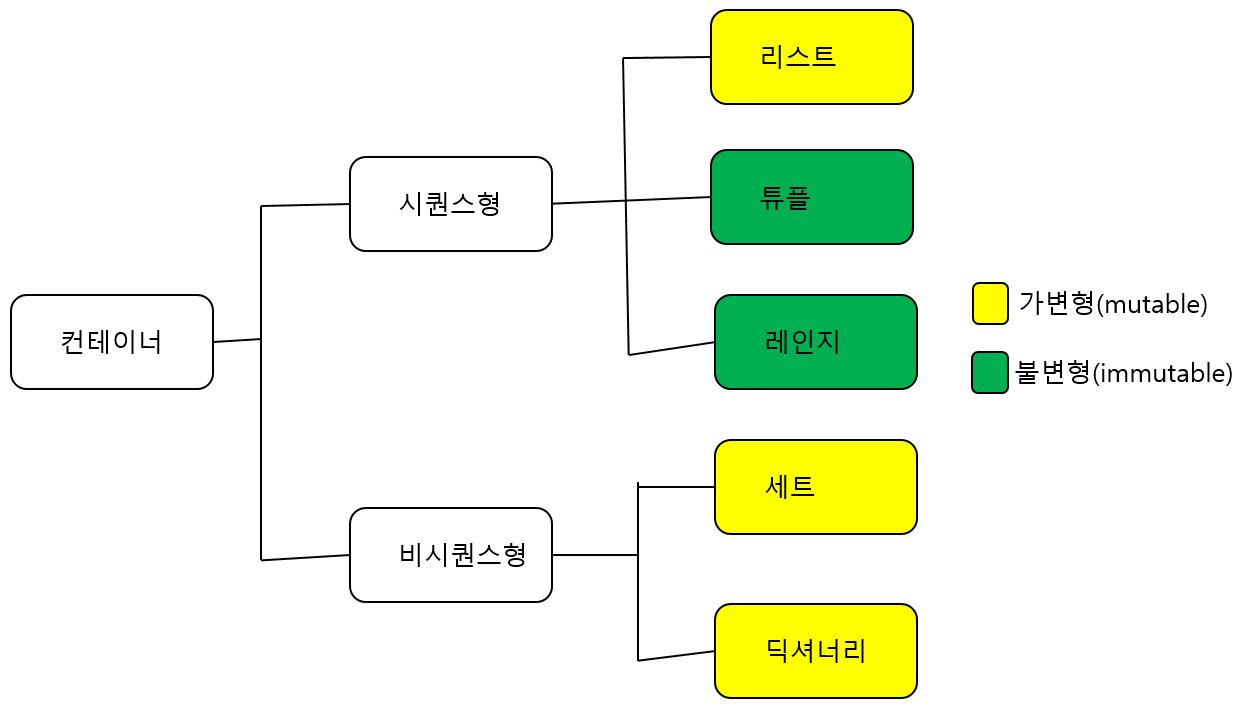 리스트
시퀀스형
튜플
컨테이너
레인지
가변형(mutable)
불변형(immutable)
세트
비시퀀스형
딕셔너리